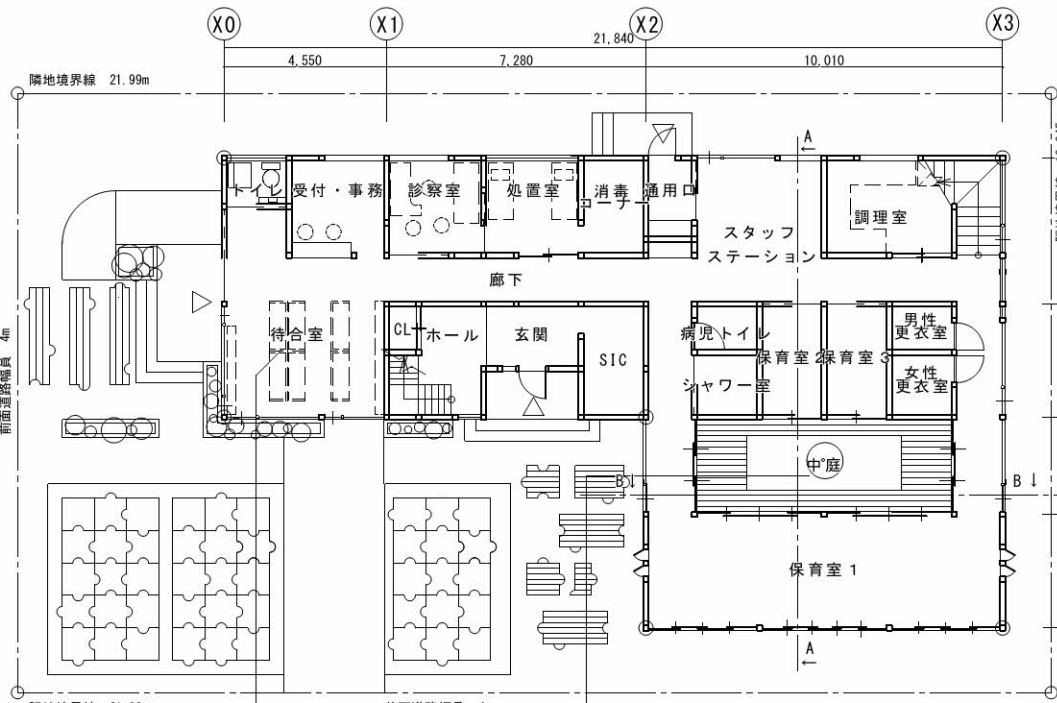 X0
X1
X2
X3
21,840
4,550
7,280
10,010
隣地境界線 21.99m
A
トイレ
受付・事務
診察室
処置室
消毒
コーナー
通用口
調理室
スタッフ
ステーション
廊下
前面道路幅員 4m
待合室
CL
ホール
玄関
SIC
病児トイレ
シャワー室
保育室2
保育室3
男性
更衣室
女性
更衣室
中庭
B
B
保育室1
A